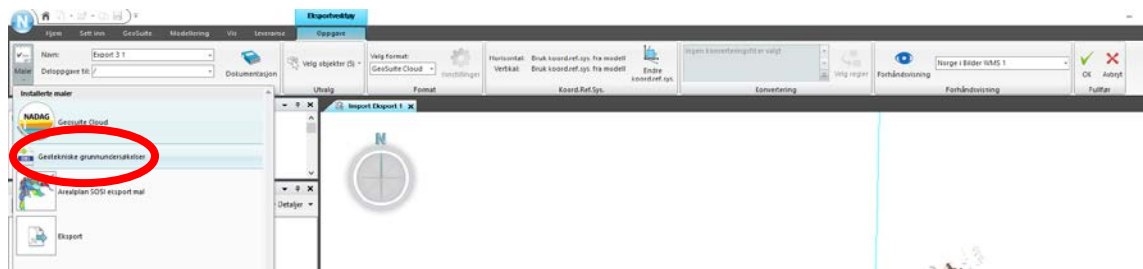 Eksportverktøy
Hjem Sett inn GeoSuite Modellering Vis Leveranse Oppgave
Maler
Navn: Export 3 1
Deloppgave til: /
Dokumentasjon
Velg objekter (5)
Utvalg
Velg format:
GeoSuite Cloud
Innstillinger
Format
Horisontal: Bruk koord.ref.sys. fra modell
Vertikal: Bruk koord.ref.sys. fra modell
Endre koord.ref.sys.
Koord.Ref.Sys.
Ingen konverteringsfilter valgt
Velg regler
Konvertering
Forhåndsvisning
Norge i Bilder WMS 1
Forhåndsvisning
OK Avbryt
Fullfør
Installerte maler
NADAG
Geosuite Cloud
Geotekniske grunnundersøkelser
Arealplan SOSI eksport mal
Eksport
Detaljer
Import Eksport 1
N